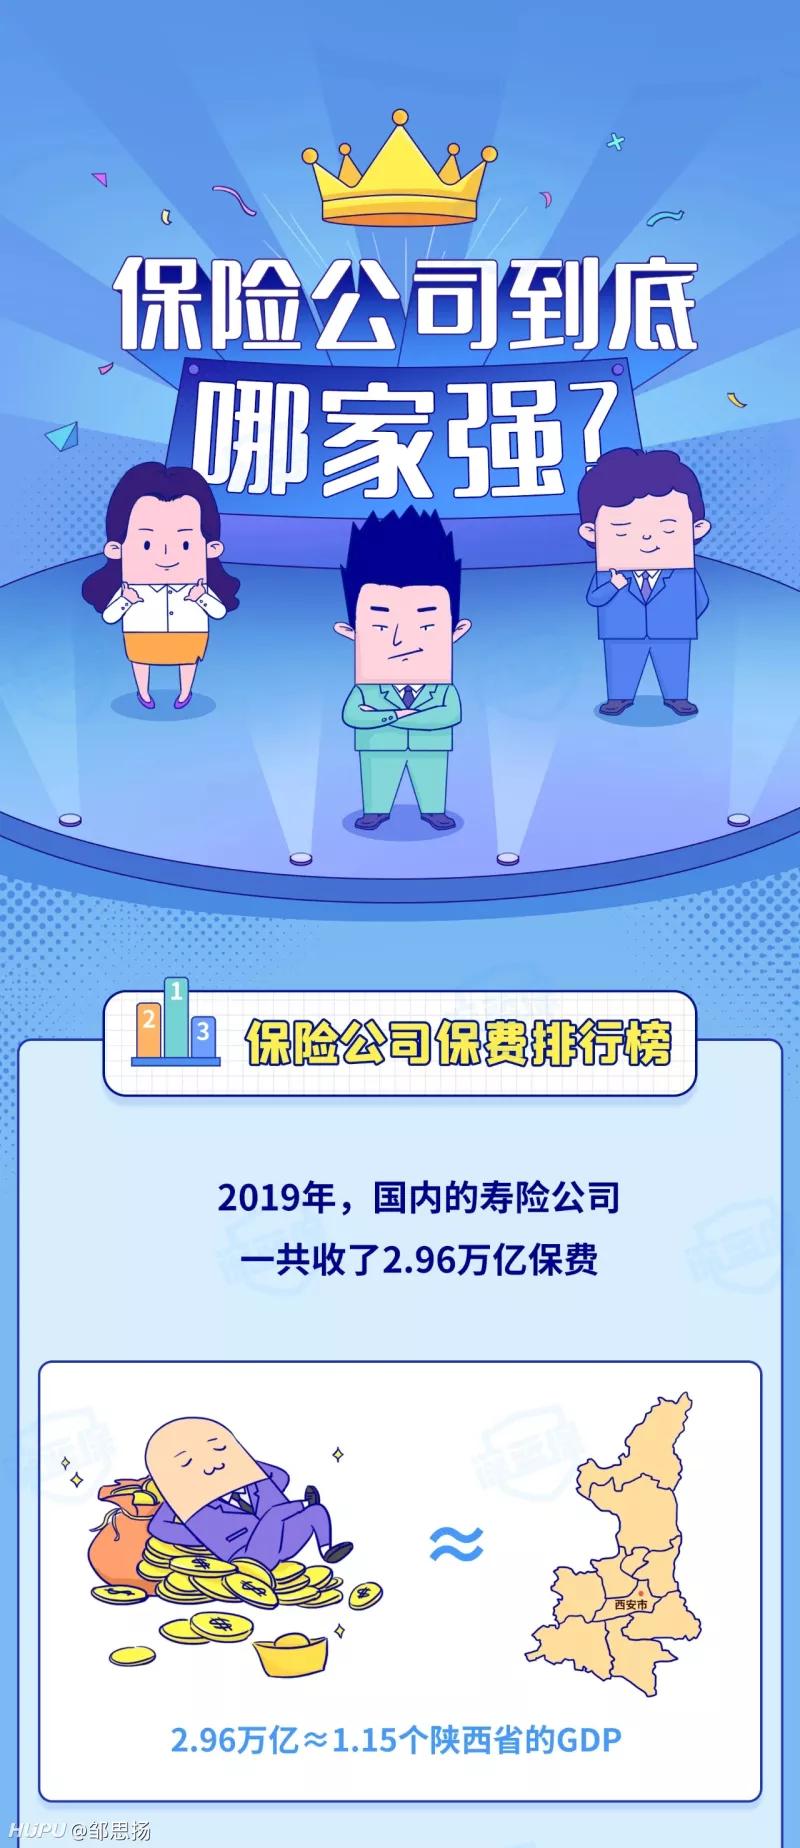 保险公司到底
哪家强？
1
2
3
保险公司保费排行榜
2019年，国内的寿险公司
一共收了2.96万亿保费
≈
西安市
2.96万亿≈1.15个陕西省的GDP
HUPU @邹思扬